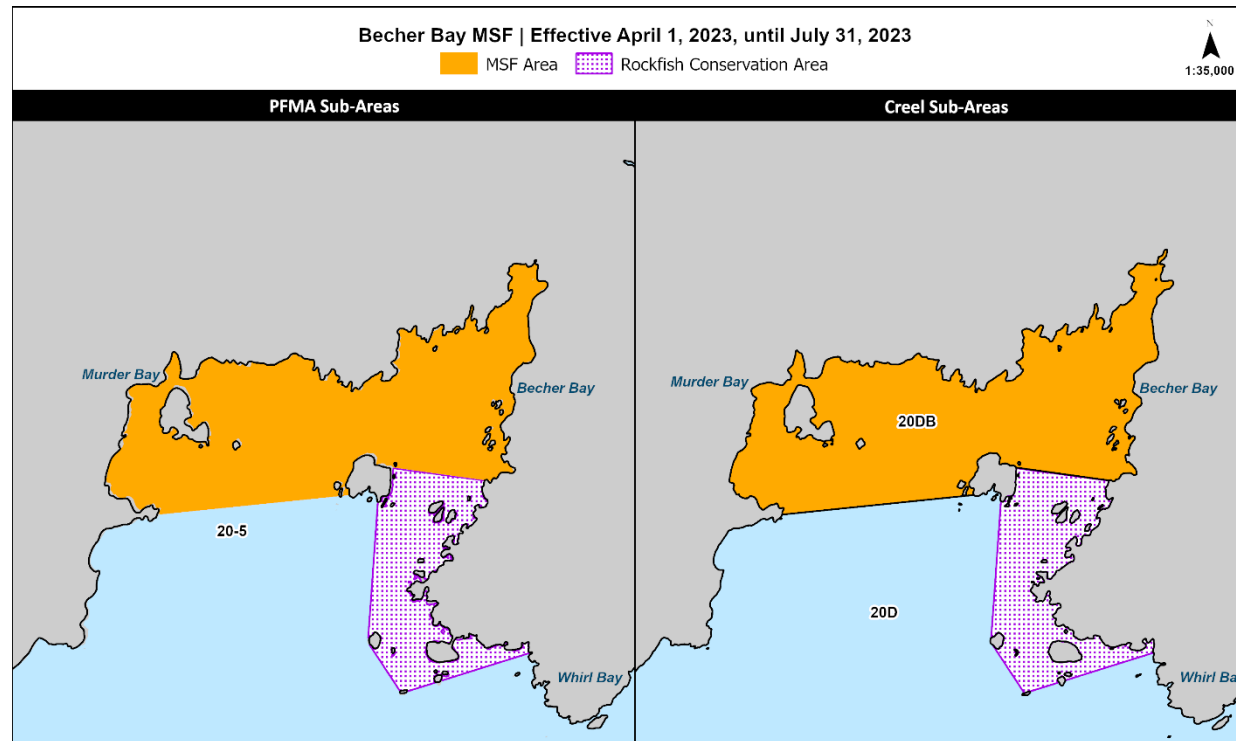 Becher Bay MSF | Effective April 1, 2023, until July 31, 2023
MSF Area
Rockfish Conservation Area
N
1:35,000
PFMA Sub-Areas
Creel Sub-Areas
Murder Bay
Becher Bay
20-5
Whirl Bay
Murder Bay
Becher Bay
20DB
20D
Whirl Ba